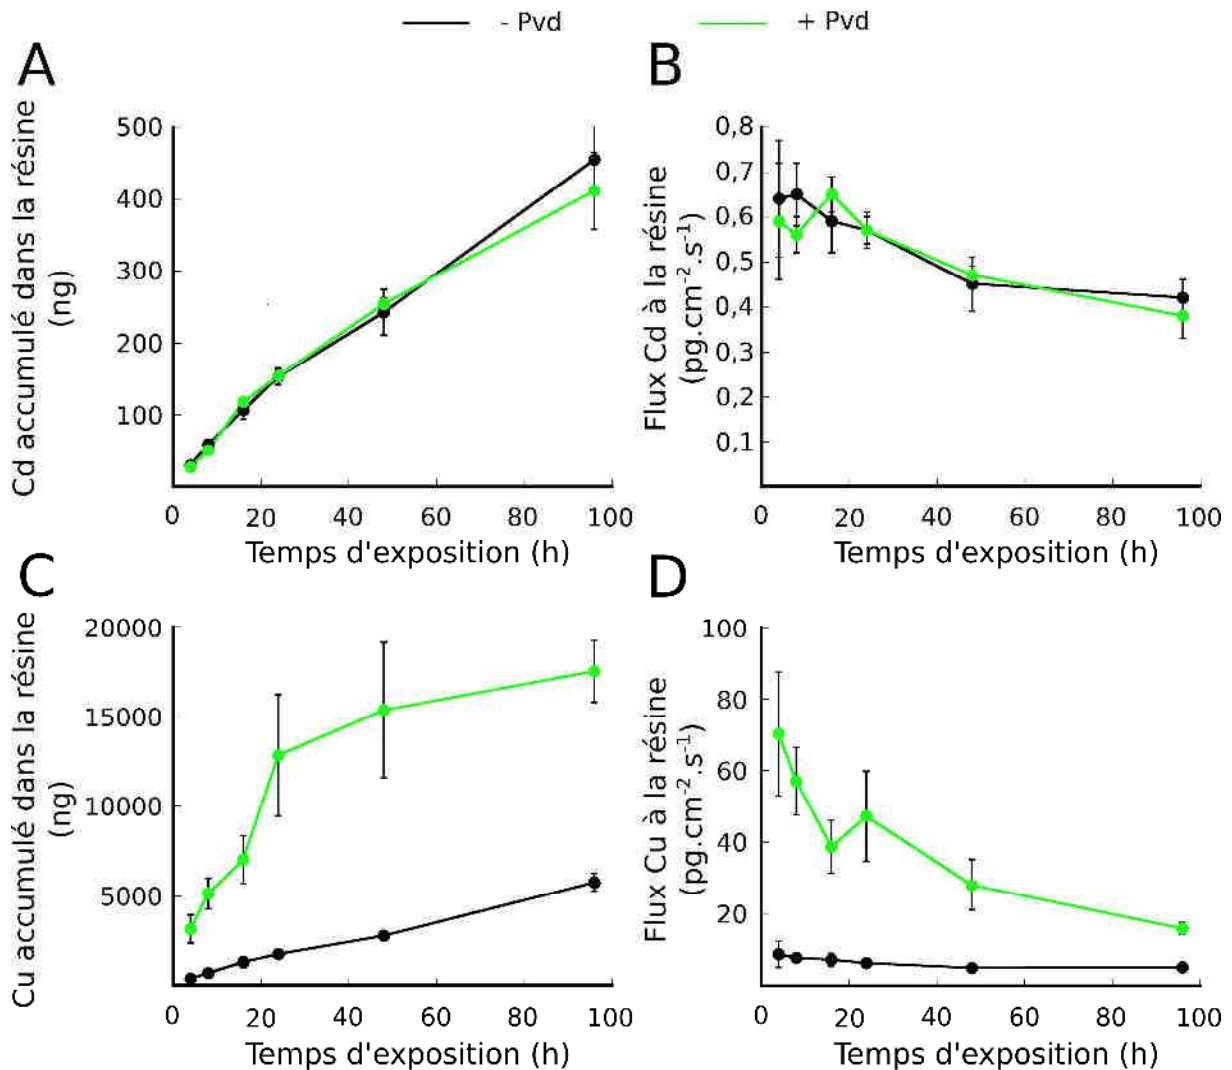 - Pvd
+ Pvd
A
Cd accumulé dans la résine
(ng)
500
400
300
200
100
0
20
40
60
80
100
Temps d'exposition (h)
B
Flux Cd à la résine
(pg.cm⁻².s⁻¹)
0,8
0,7
0,6
0,5
0,4
0,3
0,2
0,1
0
20
40
60
80
100
Temps d'exposition (h)
C
Cu accumulé dans la résine
(ng)
20000
15000
10000
5000
0
20
40
60
80
100
Temps d'exposition (h)
D
Flux Cu à la résine
(pg.cm⁻².s⁻¹)
100
80
60
40
20
0
20
40
60
80
100
Temps d'exposition (h)